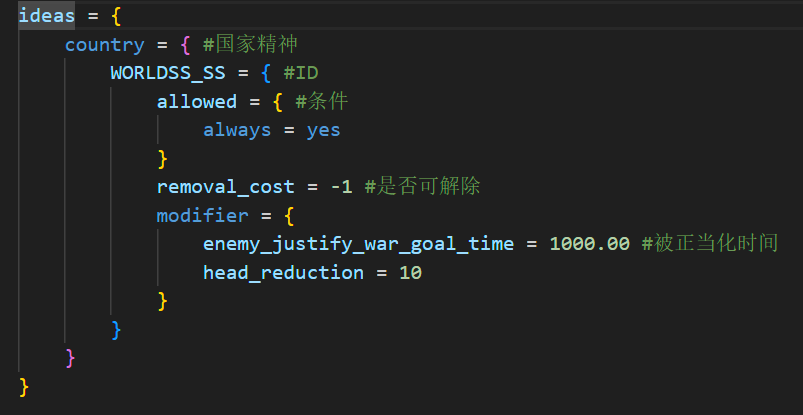 ideas = {
country = { #国家精神
WORLDSS_SS = { #ID
allowed = { #条件
always = yes
}
removal_cost = -1 #是否可解除
modifier = {
enemy_justify_war_goal_time = 1000.00 #被正当化时间
head_reduction = 10
}
}
}
}